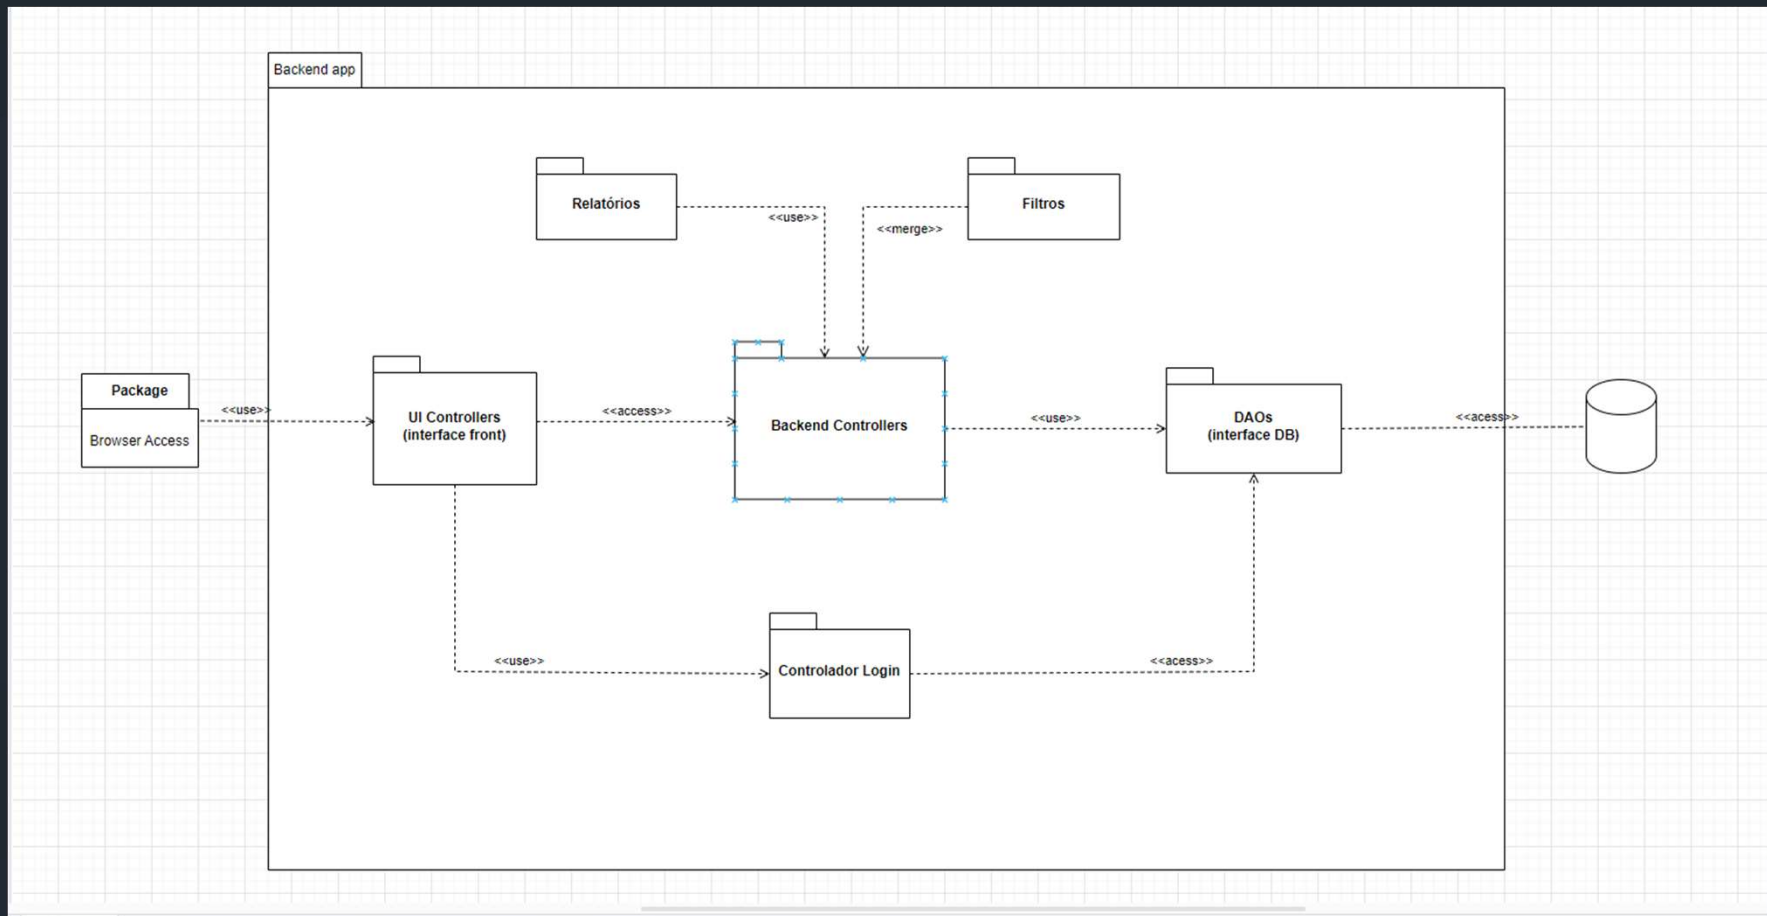 Backend app
Relatórios
<<use>>
Filtros
<<merge>>
Package
Browser Access
<<use>>
UI Controllers
(interface front)
<<access>>
Backend Controllers
<<use>>
DAOs
(interface DB)
<<acess>>
<<use>>
Controlador Login
<<acess>>